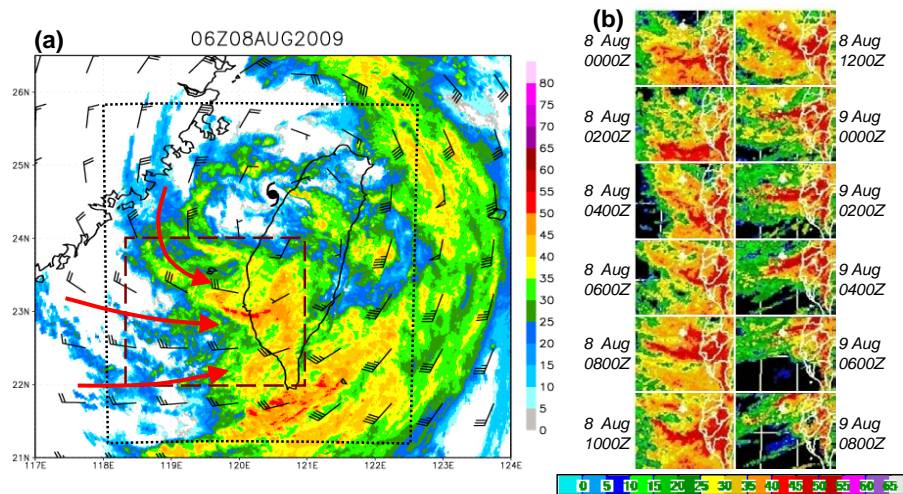 (a)
06Z08AUG2009
26N
25N
24N
23N
22N
21N
117E 118E 119E 120E 121E 122E 123E 124E
80
75
70
65
60
55
50
45
40
35
30
25
20
15
10
5
0
(b)
8 Aug
0000Z
8 Aug
1200Z
8 Aug
0200Z
9 Aug
0000Z
8 Aug
0400Z
9 Aug
0200Z
8 Aug
0600Z
9 Aug
0400Z
8 Aug
0800Z
9 Aug
0600Z
8 Aug
1000Z
9 Aug
0800Z
0 5 10 15 20 25 30 35 40 45 50 55 60 65